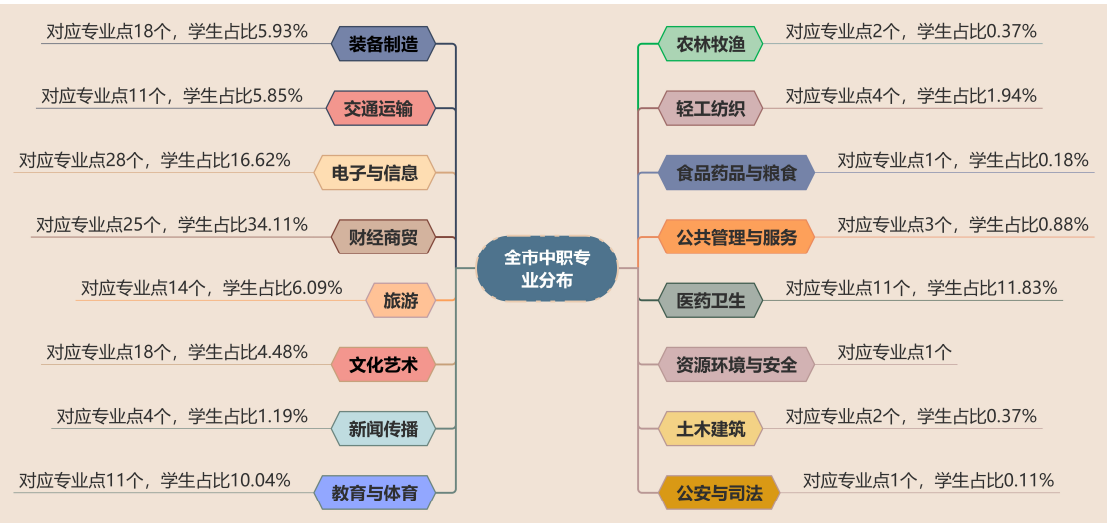 对应专业点18个，学生占比5.93%
装备制造
对应专业点11个，学生占比5.85%
交通运输
对应专业点28个，学生占比16.62%
电子与信息
对应专业点25个，学生占比34.11%
财经商贸
对应专业点14个，学生占比6.09%
旅游
对应专业点18个，学生占比4.48%
文化艺术
对应专业点4个，学生占比1.19%
新闻传播
对应专业点11个，学生占比10.04%
教育与体育
全市中职专
业分布
农林牧渔
对应专业点2个，学生占比0.37%
轻工纺织
对应专业点4个，学生占比1.94%
食品药品与粮食
对应专业点1个，学生占比0.18%
公共管理与服务
对应专业点3个，学生占比0.88%
医药卫生
对应专业点11个，学生占比11.83%
资源环境与安全
对应专业点1个
土木建筑
对应专业点2个，学生占比0.37%
公安与司法
对应专业点1个，学生占比0.11%